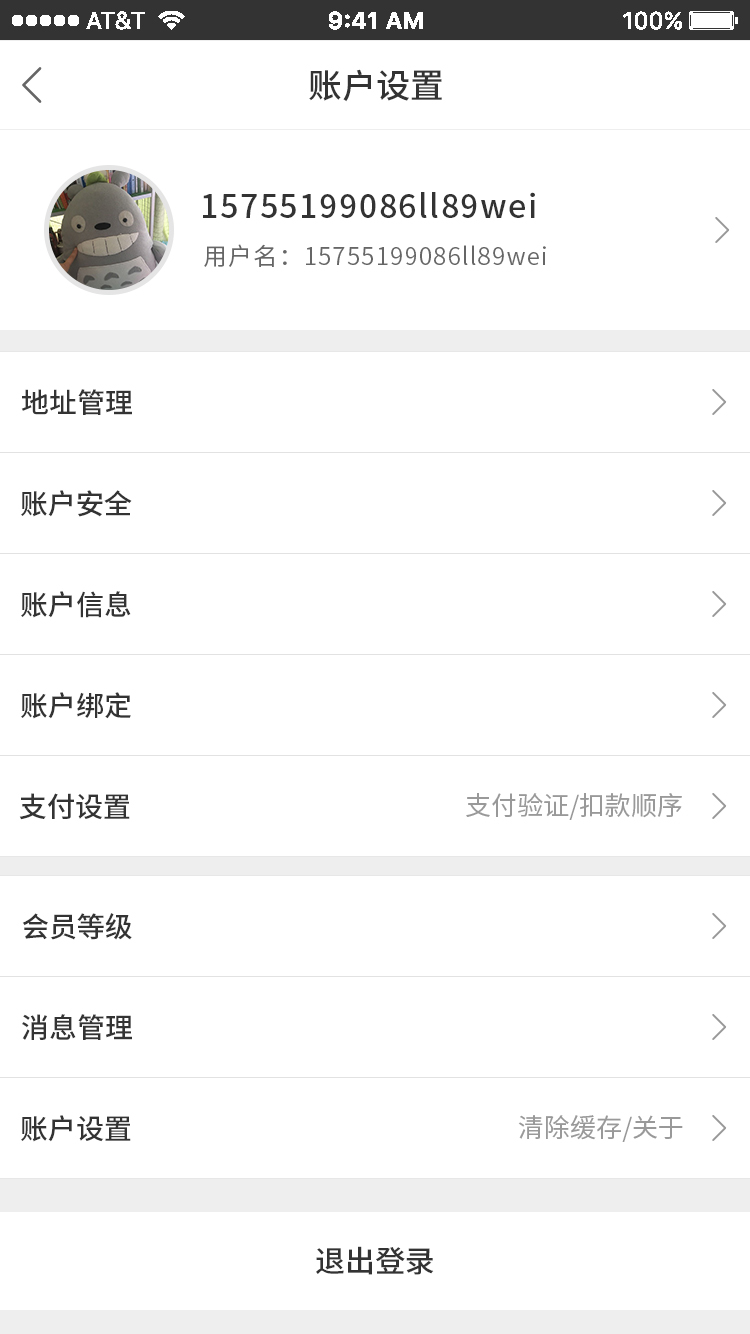 AT&T 9:41 AM 100%
账户设置
15755199086ll89wei
用户名：15755199086ll89wei
地址管理
账户安全
账户信息
账户绑定
支付设置 支付验证/扣款顺序
会员等级
消息管理
账户设置 清除缓存/关于
退出登录